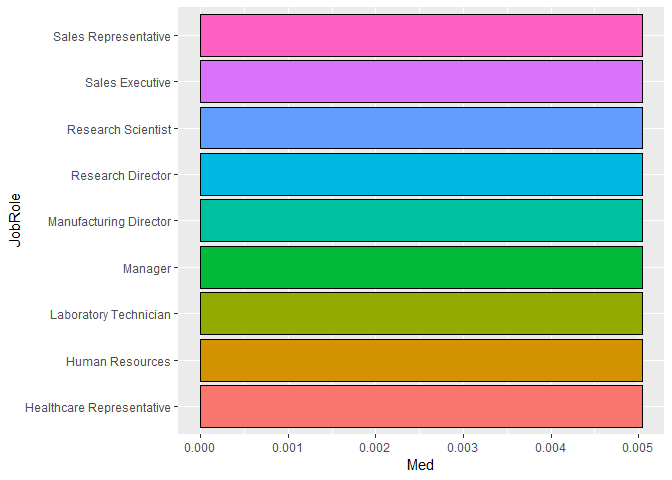 Sales Representative
Sales Executive
Research Scientist
Research Director
Manufacturing Director
Manager
Laboratory Technician
Human Resources
Healthcare Representative
JobRole
0.000 0.001 0.002 0.003 0.004 0.005
Med